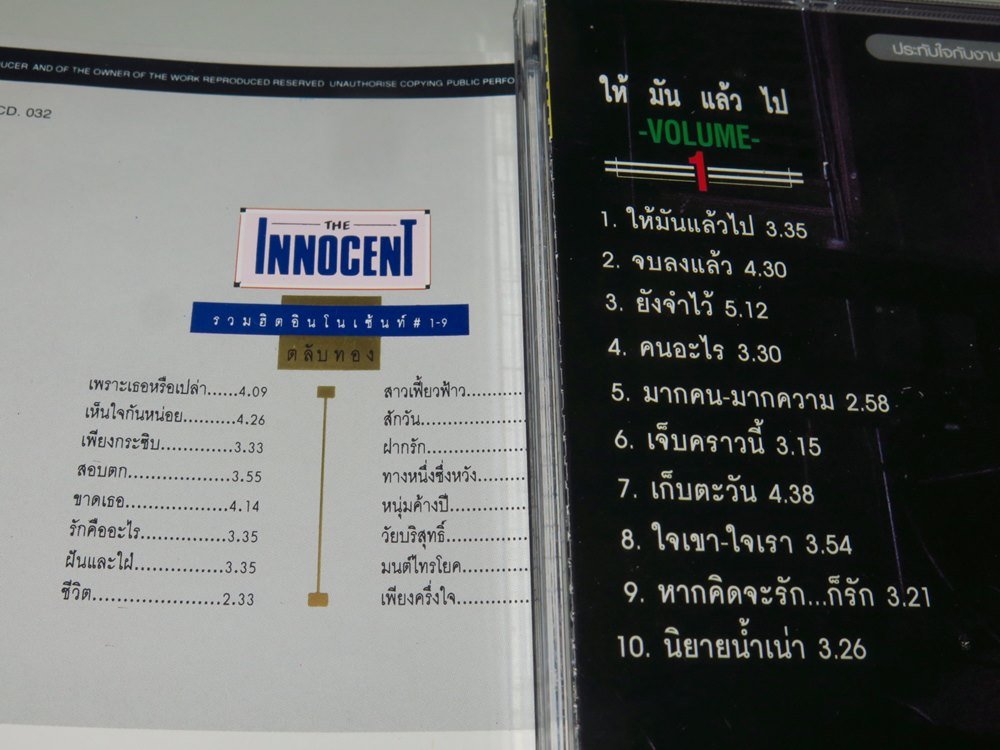 DUCER AND OF THE OWNER OF THE WORK REPRODUCED RESERVED UNAUTHORISE COPYING PUBLIC PERFO
CD. 032
THE
INNOCENT
รวมฮิตอินโนเซ้นท์ # 1-9
ตลับทอง
เพราะเธอหรือเปล่า......4.09
เห็นใจกันหน่อย.........4.26
เพียงกระซิบ............3.33
สอบตก................3.55
ขาดเธอ................4.14
รักคืออะไร..............3.35
ฝันและใฝ่..............3.35
ชีวิต....................2.33
สาวเฟี้ยวฟ้าว.........
สักวัน................
ฝากรัก...............
ทางหนึ่งซึ่งหวัง.......
หนุ่มค้างปี............
วัยบริสุทธิ์............
มนต์ไทรโยค..........
เพียงครึ่งใจ...........
ประทับใจกับงาน
ให้ มัน แล้ว ไป
-VOLUME-
1
1. ให้มันแล้วไป 3.35
2. จบลงแล้ว 4.30
3. ยังจำไว้ 5.12
4. คนอะไร 3.30
5. มากคน-มากความ 2.58
6. เจ็บคราวนี้ 3.15
7. เก็บตะวัน 4.38
8. ใจเขา-ใจเรา 3.54
9. หากคิดจะรัก...ก็รัก 3.21
10. นิยายน้ำเน่า 3.26